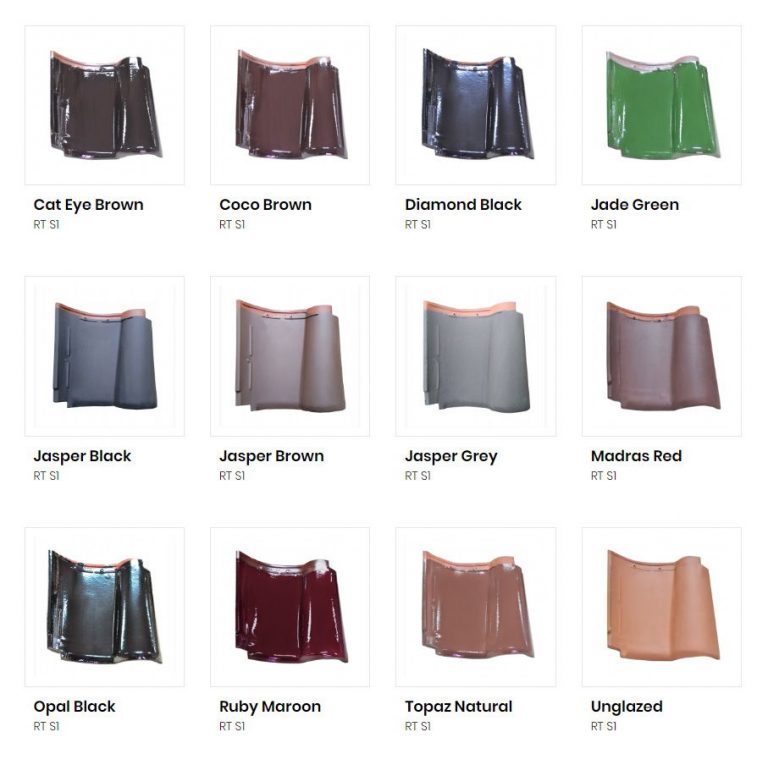 Cat Eye Brown
RT S1
Coco Brown
RT S1
Diamond Black
RT S1
Jade Green
RT S1
Jasper Black
RT S1
Jasper Brown
RT S1
Jasper Grey
RT S1
Madras Red
RT S1
Opal Black
RT S1
Ruby Maroon
RT S1
Topaz Natural
RT S1
Unglazed
RT S1